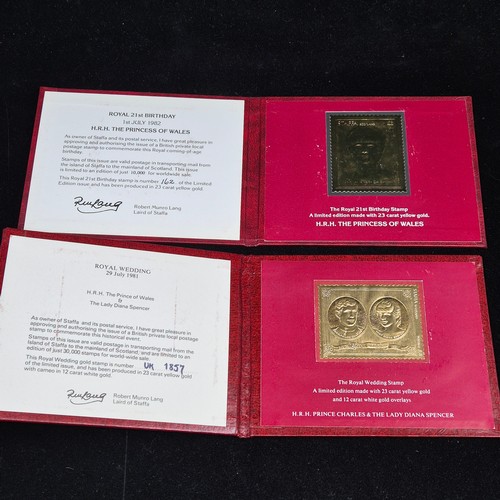 ROYAL 21st BIRTHDAY
1st JULY 1982
H.R.H. THE PRINCESS OF WALES
As owner of Staffa and its postal service, I have great pleasure in
approving and authorising the issue of a British private local
postage stamp to commemorate this Royal coming-of-age
birthday.
Stamps of this issue are valid postage in transporting mail from
the Island of Staffa to the mainland of Scotland. This issue
is limited to an edition of just 10,000 for worldwide sale.
This Royal 21st Birthday stamp is number 162 of the Limited
Edition issue and has been produced in 23 carat yellow gold.
Robert Munro Lang
Laird of Staffa
The Royal 21st Birthday Stamp
A limited edition made with 23 carat yellow gold.
H.R.H. THE PRINCESS OF WALES
ROYAL WEDDING
29 July 1981
H.R.H. The Prince of Wales
&
The Lady Diana Spencer
As owner of Staffa and its postal service, I have great pleasure in
approving and authorising the issue of a British private local postage
stamp to commemorate this historical occasion.
Stamps of this issue are valid postage in transporting mail from the
Island of Staffa to the mainland of Scotland, and are limited to an
edition of just 30,000 stamps for world-wide sale.
This Royal Wedding gold stamp is number UK 1857
of the limited issue, and has been produced in 23 carat yellow gold
with cameos in 12 carat white gold.
Robert Munro Lang
Laird of Staffa
The Royal Wedding Stamp
A limited edition made with 23 carat yellow gold
and 12 carat white gold overlays
H.R.H. PRINCE CHARLES & THE LADY DIANA SPENCER